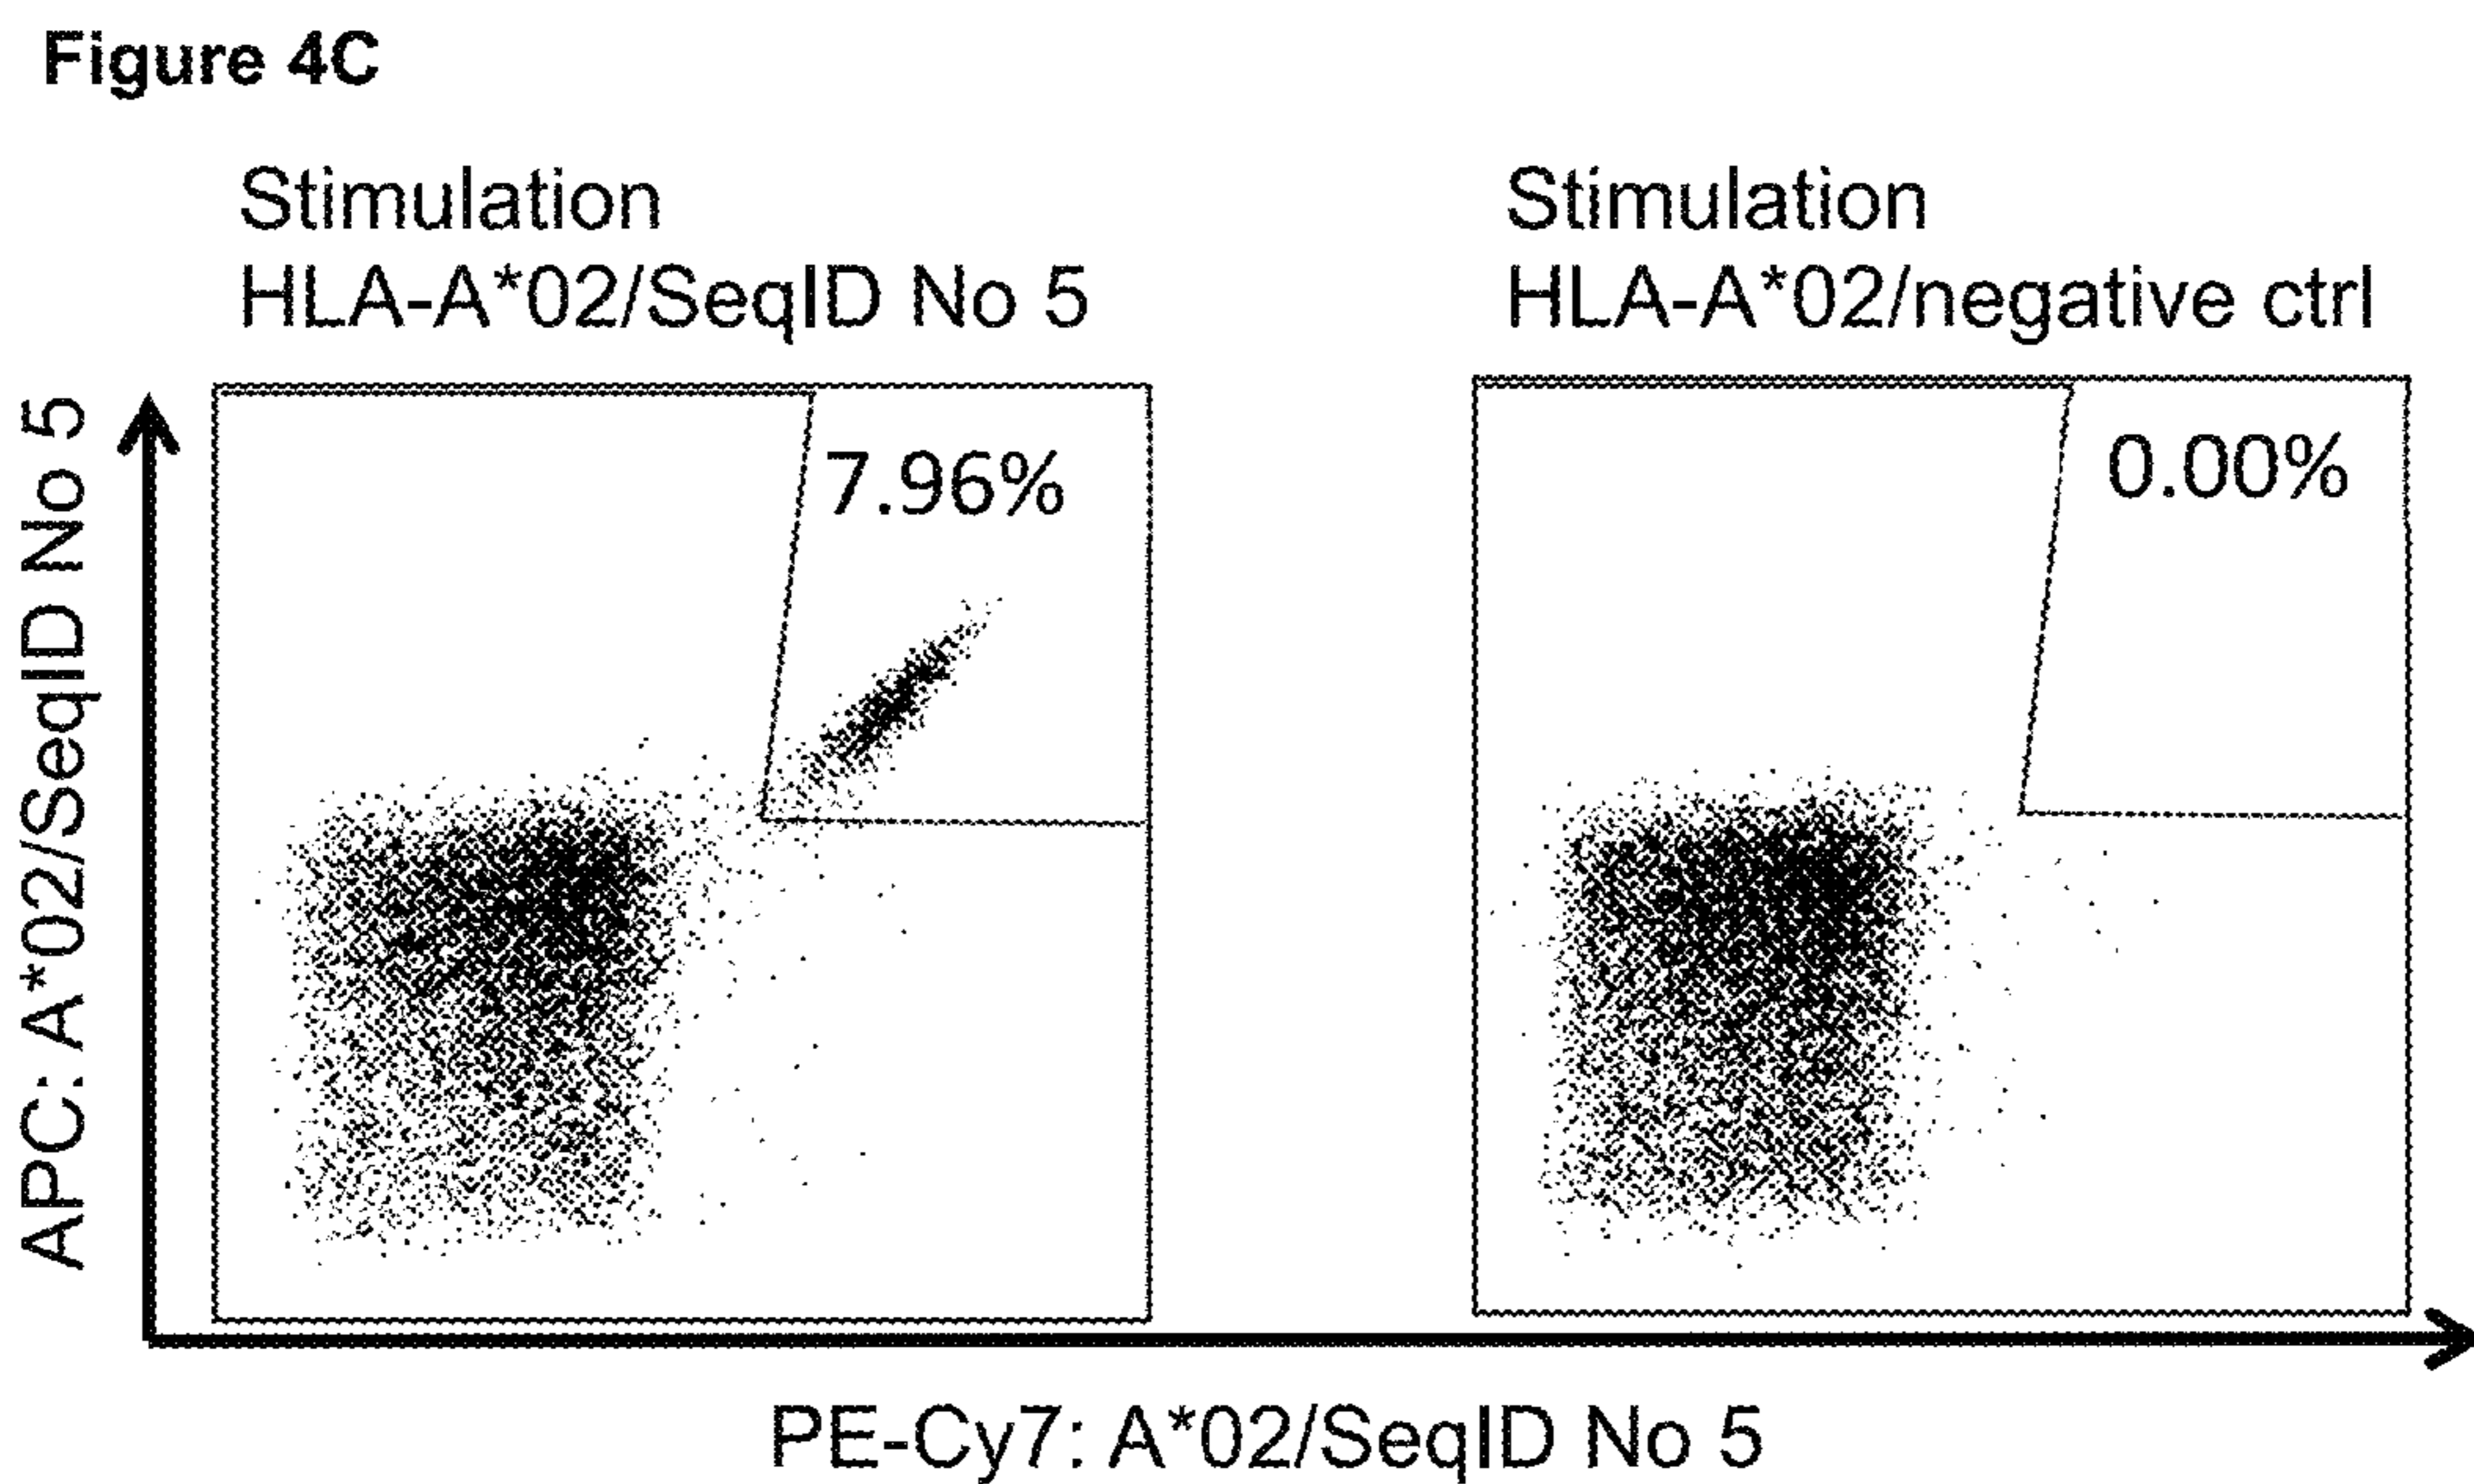 Figure 4C
Stimulation
HLA-A*02/SeqID No 5
Stimulation
HLA-A*02/negative ctrl
APC: A*02/SeqID No 5
7.96%
0.00%
PE-Cy7: A*02/SeqID No 5